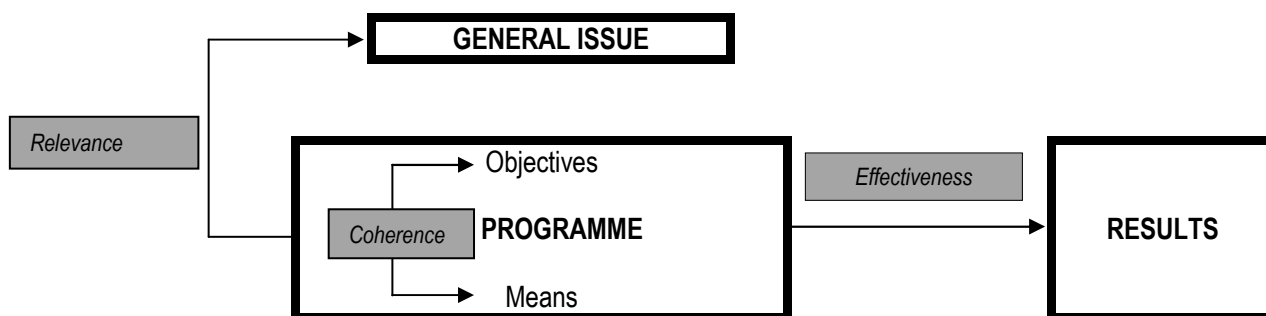 GENERAL ISSUE
Relevance
Objectives
Effectiveness
Coherence
PROGRAMME
RESULTS
Means